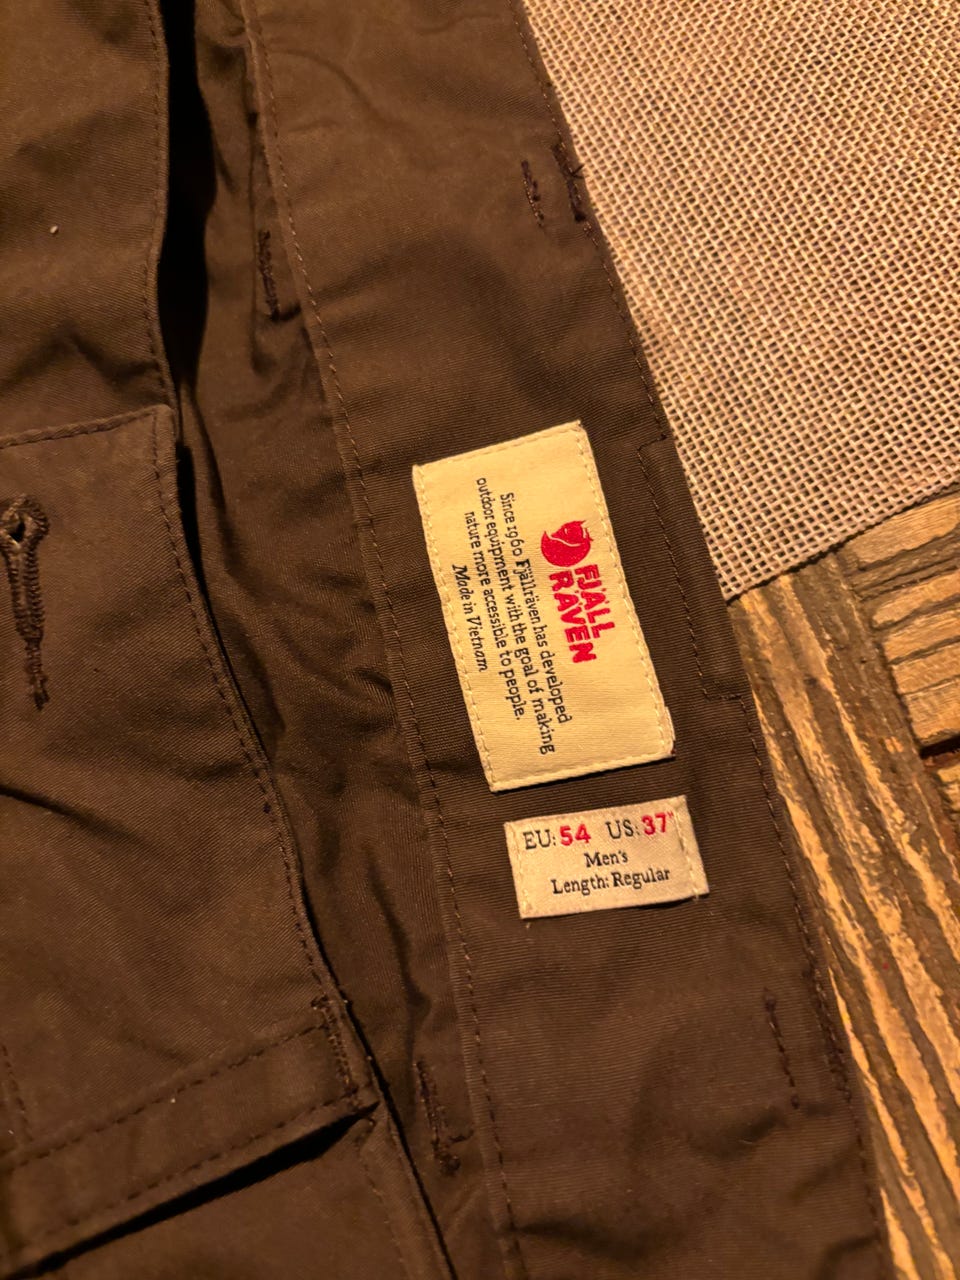 FJÄLL
RÄVEN
Since 1960 Fjällräven has developed
outdoor equipment with the goal of making
nature more accessible to people.
Made in Vietnam
EU: 54 US: 37"
Men's
Length: Regular